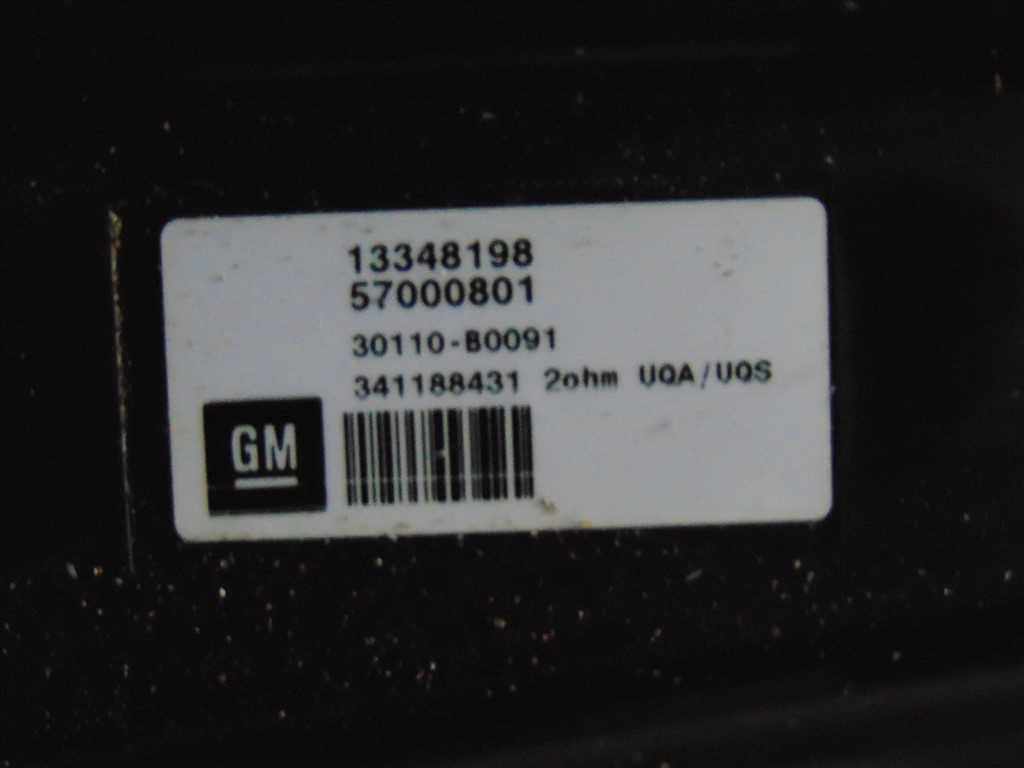 13348198
57000801
30110-B0091
341188431 2ohm UQA/UQS
GM